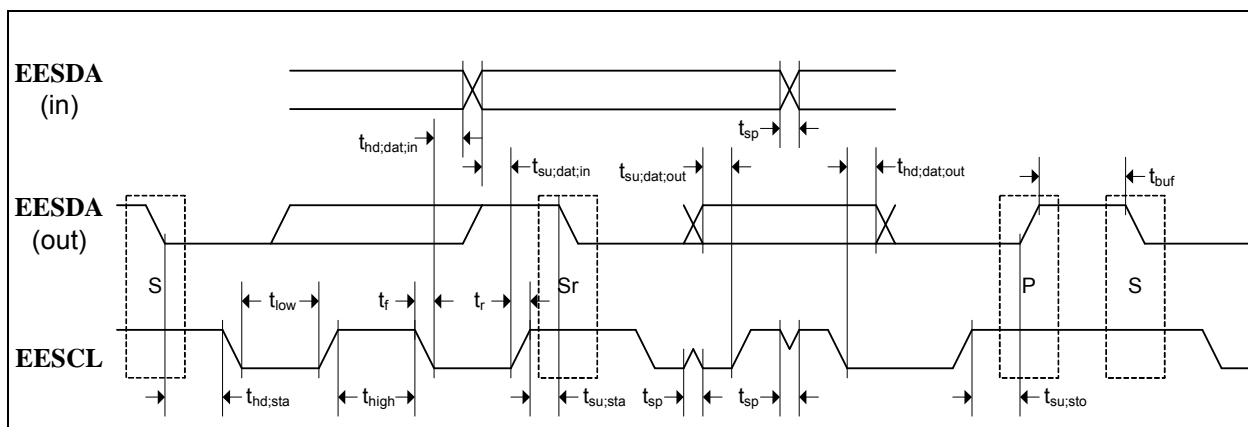 EESDA
(in)
tsp
thd;dat;in
tsu;dat;in
tsu;dat;out
thd;dat;out
tbuf
EESDA
(out)
S
tlow
tf
tr
Sr
P
S
EESCL
thd;sta
thigh
tsu;sta
tsp
tsp
tsu;sto